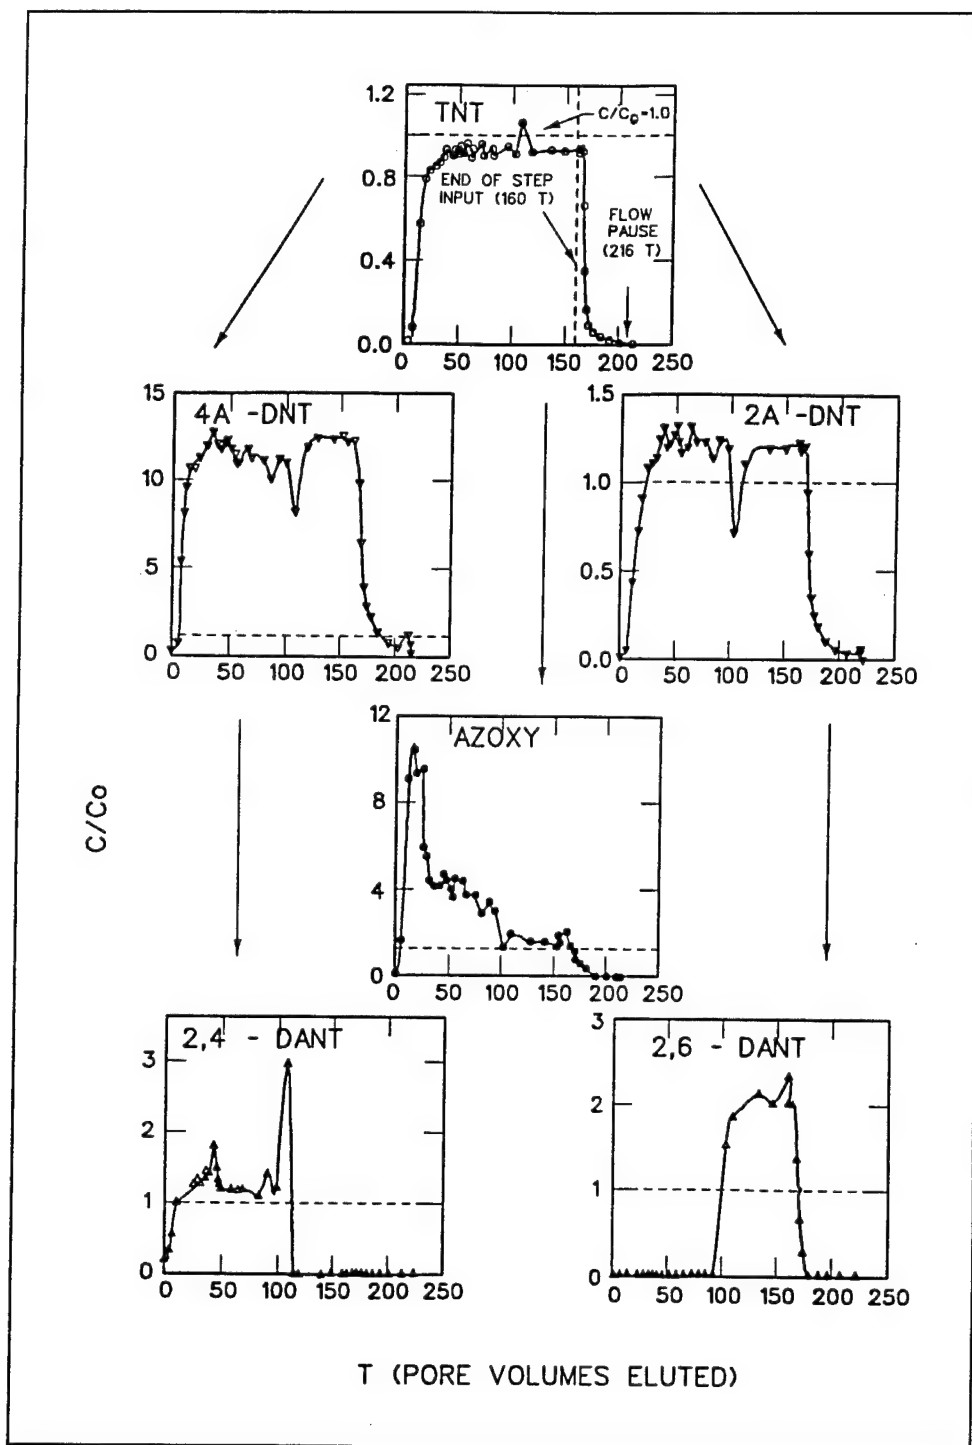 TNT
C/C₀=1.0
1.2
0.8
0.4
0.0
END OF STEP
INPUT (160 T)
FLOW
PAUSE
(216 T)
0 50 100 150 200 250
4A -DNT
15
10
5
0
0 50 100 150 200 250
2A -DNT
1.5
1.0
0.5
0.0
0 50 100 150 200 250
AZOXY
12
8
4
0
0 50 100 150 200 250
C/Co
2,4 - DANT
3
2
1
0
0 50 100 150 200 250
2,6 - DANT
3
2
1
0
0 50 100 150 200 250
T (PORE VOLUMES ELUTED)